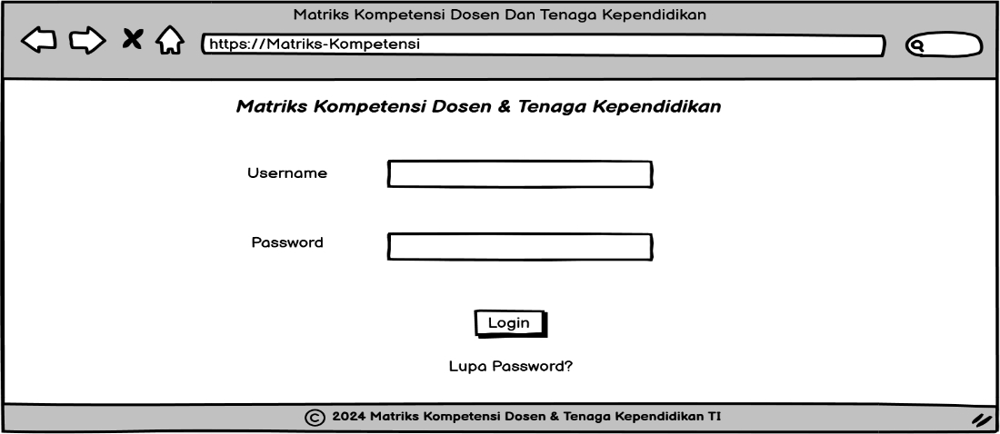 Matriks Kompetensi Dosen Dan Tenaga Kependidikan
https://Matriks-Kompetensi
Matriks Kompetensi Dosen & Tenaga Kependidikan
Username
Password
Login
Lupa Password?
© 2024 Matriks Kompetensi Dosen & Tenaga Kependidikan TI